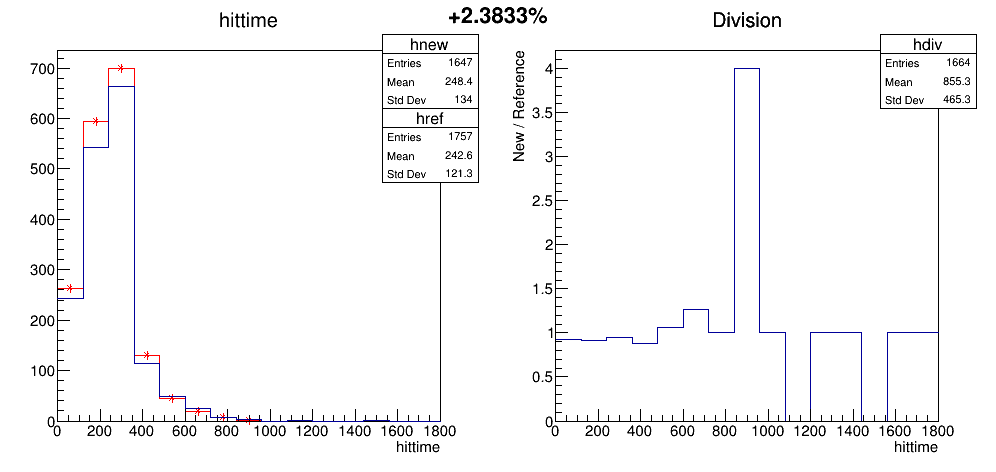 +2.3833%
hittime
hnew
Entries 1647
Mean 248.4
Std Dev 134
href
Entries 1757
Mean 242.6
Std Dev 121.3
700
600
500
400
300
200
100
0
0 200 400 600 800 1000 1200 1400 1600 1800
hittime
Division
hdiv
Entries 1664
Mean 855.3
Std Dev 465.3
New / Reference
4
3.5
3
2.5
2
1.5
1
0.5
0
0 200 400 600 800 1000 1200 1400 1600 1800
hittime